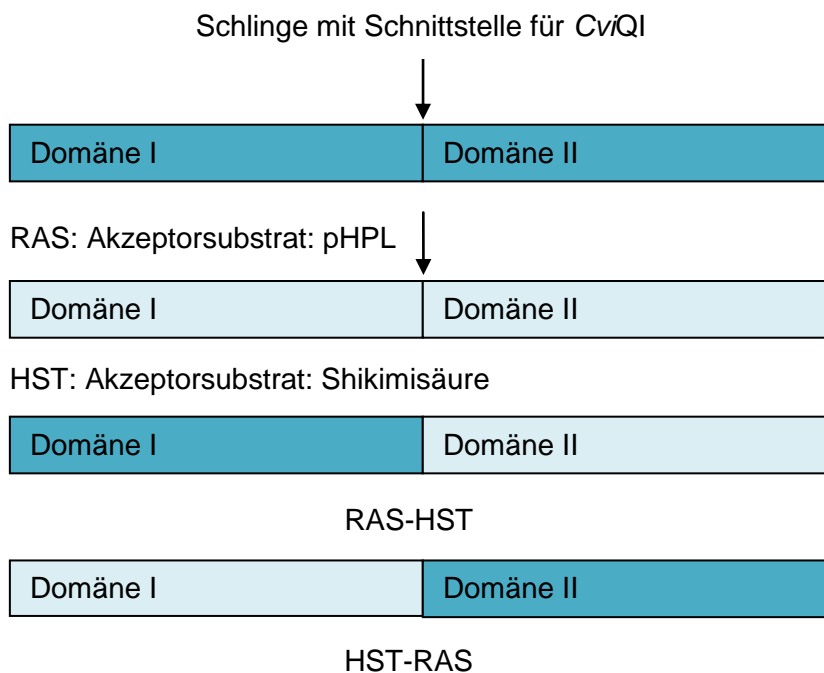 Schlinge mit Schnittstelle für CviQI
Domäne I Domäne II
RAS: Akzeptorsubstrat: pHPL
Domäne I Domäne II
HST: Akzeptorsubstrat: Shikimisäure
Domäne I Domäne II
RAS-HST
Domäne I Domäne II
HST-RAS